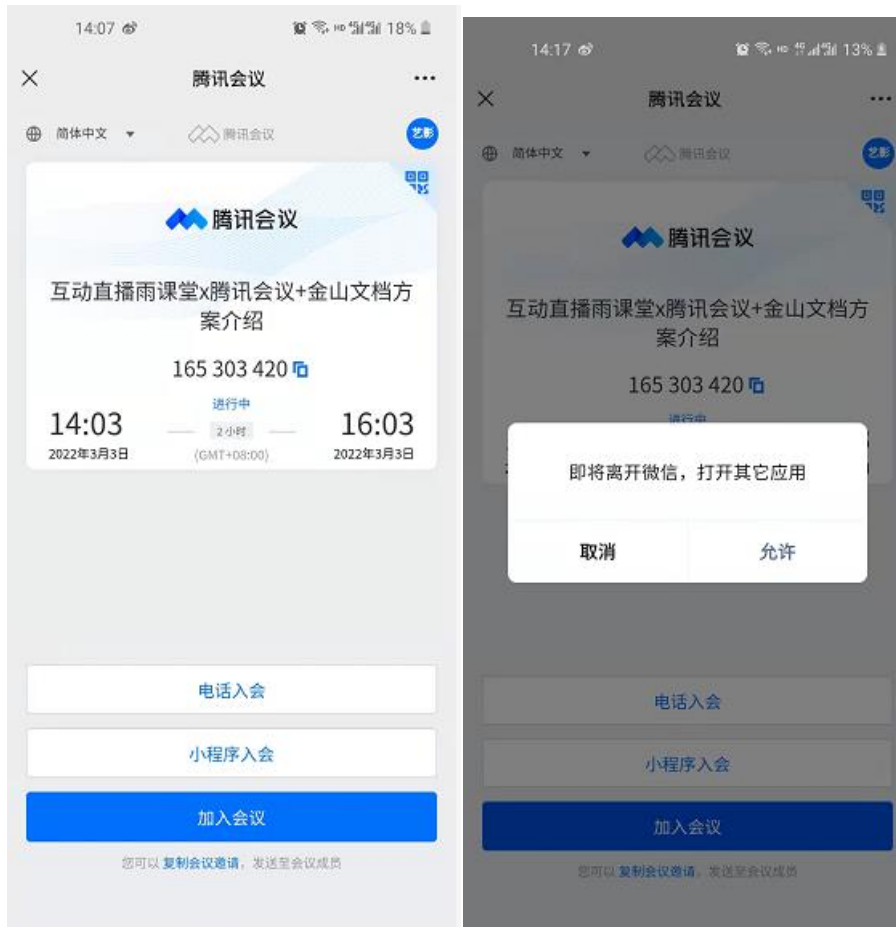 14:07
18%
腾讯会议
简体中文
腾讯会议
艺影
腾讯会议
互动直播雨课堂x腾讯会议+金山文档方
案介绍
165 303 420
进行中
14:03
2小时
16:03
2022年3月3日
(GMT+08:00)
2022年3月3日
电话入会
小程序入会
加入会议
您可以 复制会议邀请，发送至会议成员
14:17
13%
腾讯会议
简体中文
腾讯会议
艺影
腾讯会议
互动直播雨课堂x腾讯会议+金山文档方
案介绍
165 303 420
进行中
即将离开微信，打开其它应用
取消
允许
电话入会
小程序入会
加入会议
您可以 复制会议邀请，发送至会议成员